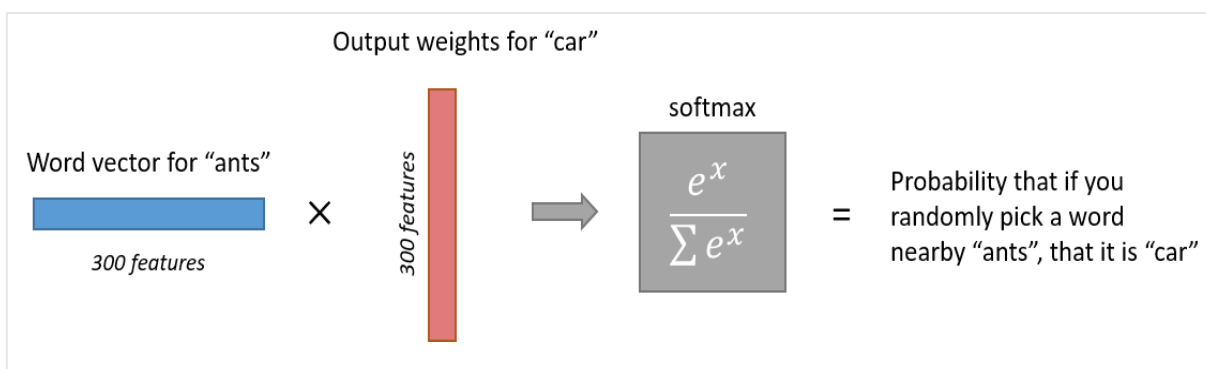 Output weights for “car”
softmax
Word vector for “ants”
300 features
×
300 features
e^x
∑ e^x
=
Probability that if you
randomly pick a word
nearby “ants”, that it is “car”